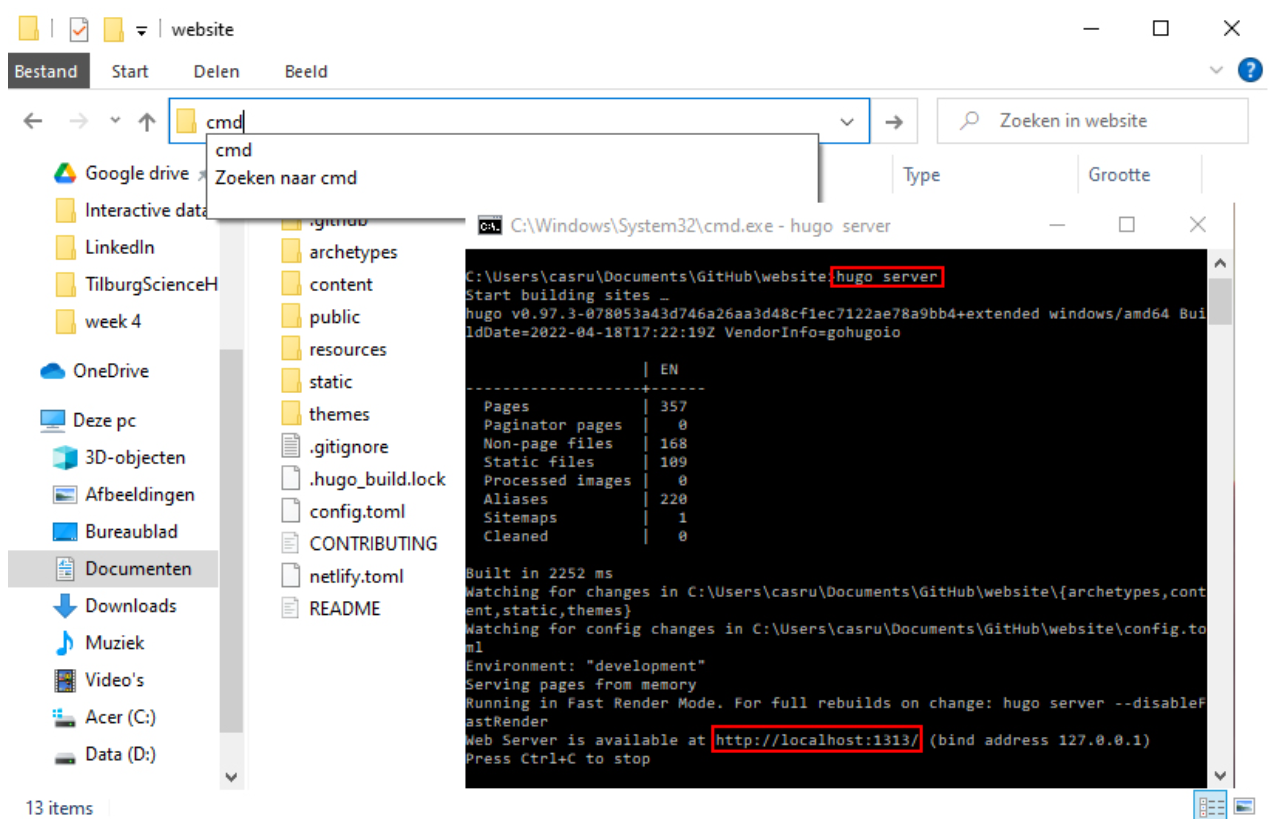 website
Bestand Start Delen Beeld
cmd
Zoeken in website
cmd
Zoeken naar cmd
Type Grootte
Google drive
Interactive data
LinkedIn
TilburgScienceH
week 4
OneDrive
Deze pc
3D-objecten
Afbeeldingen
Bureaublad
Documenten
Downloads
Muziek
Video's
Acer (C:)
Data (D:)
.github
archetypes
content
public
resources
static
themes
.gitignore
.hugo_build.lock
config.toml
CONTRIBUTING
netlify.toml
README
C:\Windows\System32\cmd.exe - hugo server
C:\Users\casru\Documents\GitHub\website>hugo server
Start building sites …
hugo v0.97.3-078053a43d746a26aa3d48cf1ec7122ae78a9bb4+extended windows/amd64 Bui
ldDate=2022-04-18T17:22:19Z VendorInfo=gohugoio
| EN
-------------------+------
Pages | 357
Paginator pages | 0
Non-page files | 168
Static files | 109
Processed images | 0
Aliases | 220
Sitemaps | 1
Cleaned | 0
Built in 2252 ms
Watching for changes in C:\Users\casru\Documents\GitHub\website\{archetypes,cont
ent,static,themes}
Watching for config changes in C:\Users\casru\Documents\GitHub\website\config.to
ml
Environment: "development"
Serving pages from memory
Running in Fast Render Mode. For full rebuilds on change: hugo server --disableF
astRender
Web Server is available at http://localhost:1313/ (bind address 127.0.0.1)
Press Ctrl+C to stop
13 items